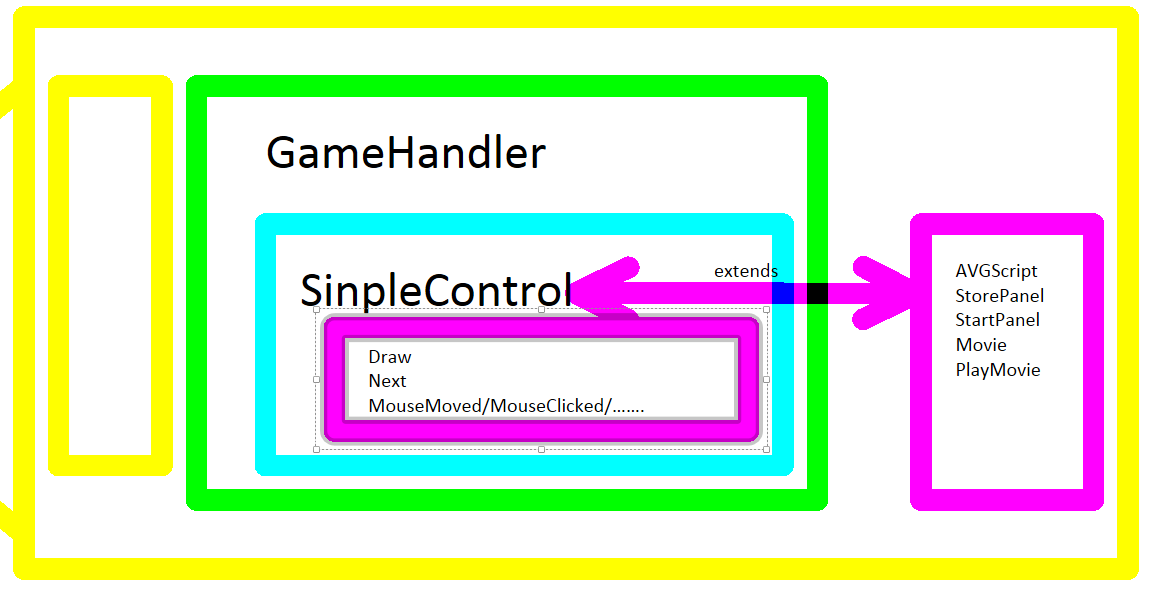 GameHandler
SinpleControl
extends
Draw
Next
MouseMoved/MouseClicked/…….
AVGScript
StorePanel
StartPanel
Movie
PlayMovie